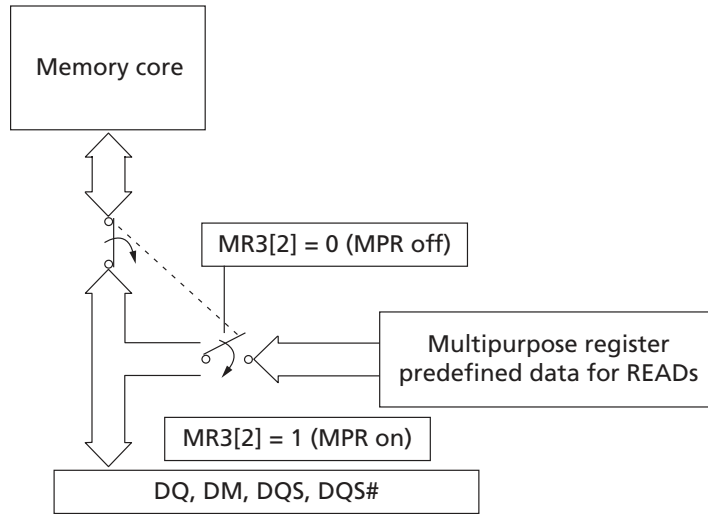 Memory core
MR3[2] = 0 (MPR off)
Multipurpose register
predefined data for READs
MR3[2] = 1 (MPR on)
DQ, DM, DQS, DQS#